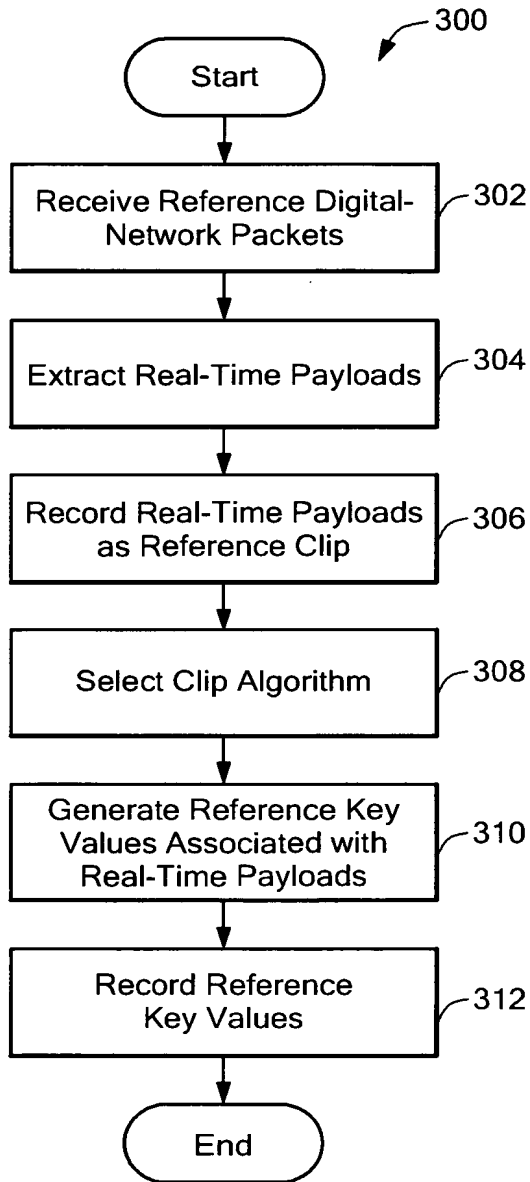 300
Start
Receive Reference Digital-
Network Packets
302
Extract Real-Time Payloads
304
Record Real-Time Payloads
as Reference Clip
306
Select Clip Algorithm
308
Generate Reference Key
Values Associated with
Real-Time Payloads
310
Record Reference
Key Values
312
End